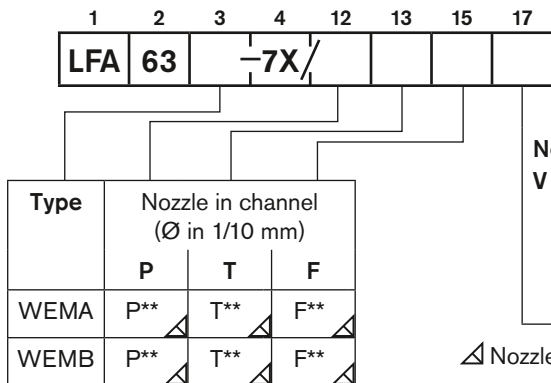 1 2 3 4 12 13 15 17
LFA 63 –7X/
Type Nozzle in channel
(Ø in 1/10 mm)
P T F
WEMA P** T** F**
WEMB P** T** F**
V
Nozzle